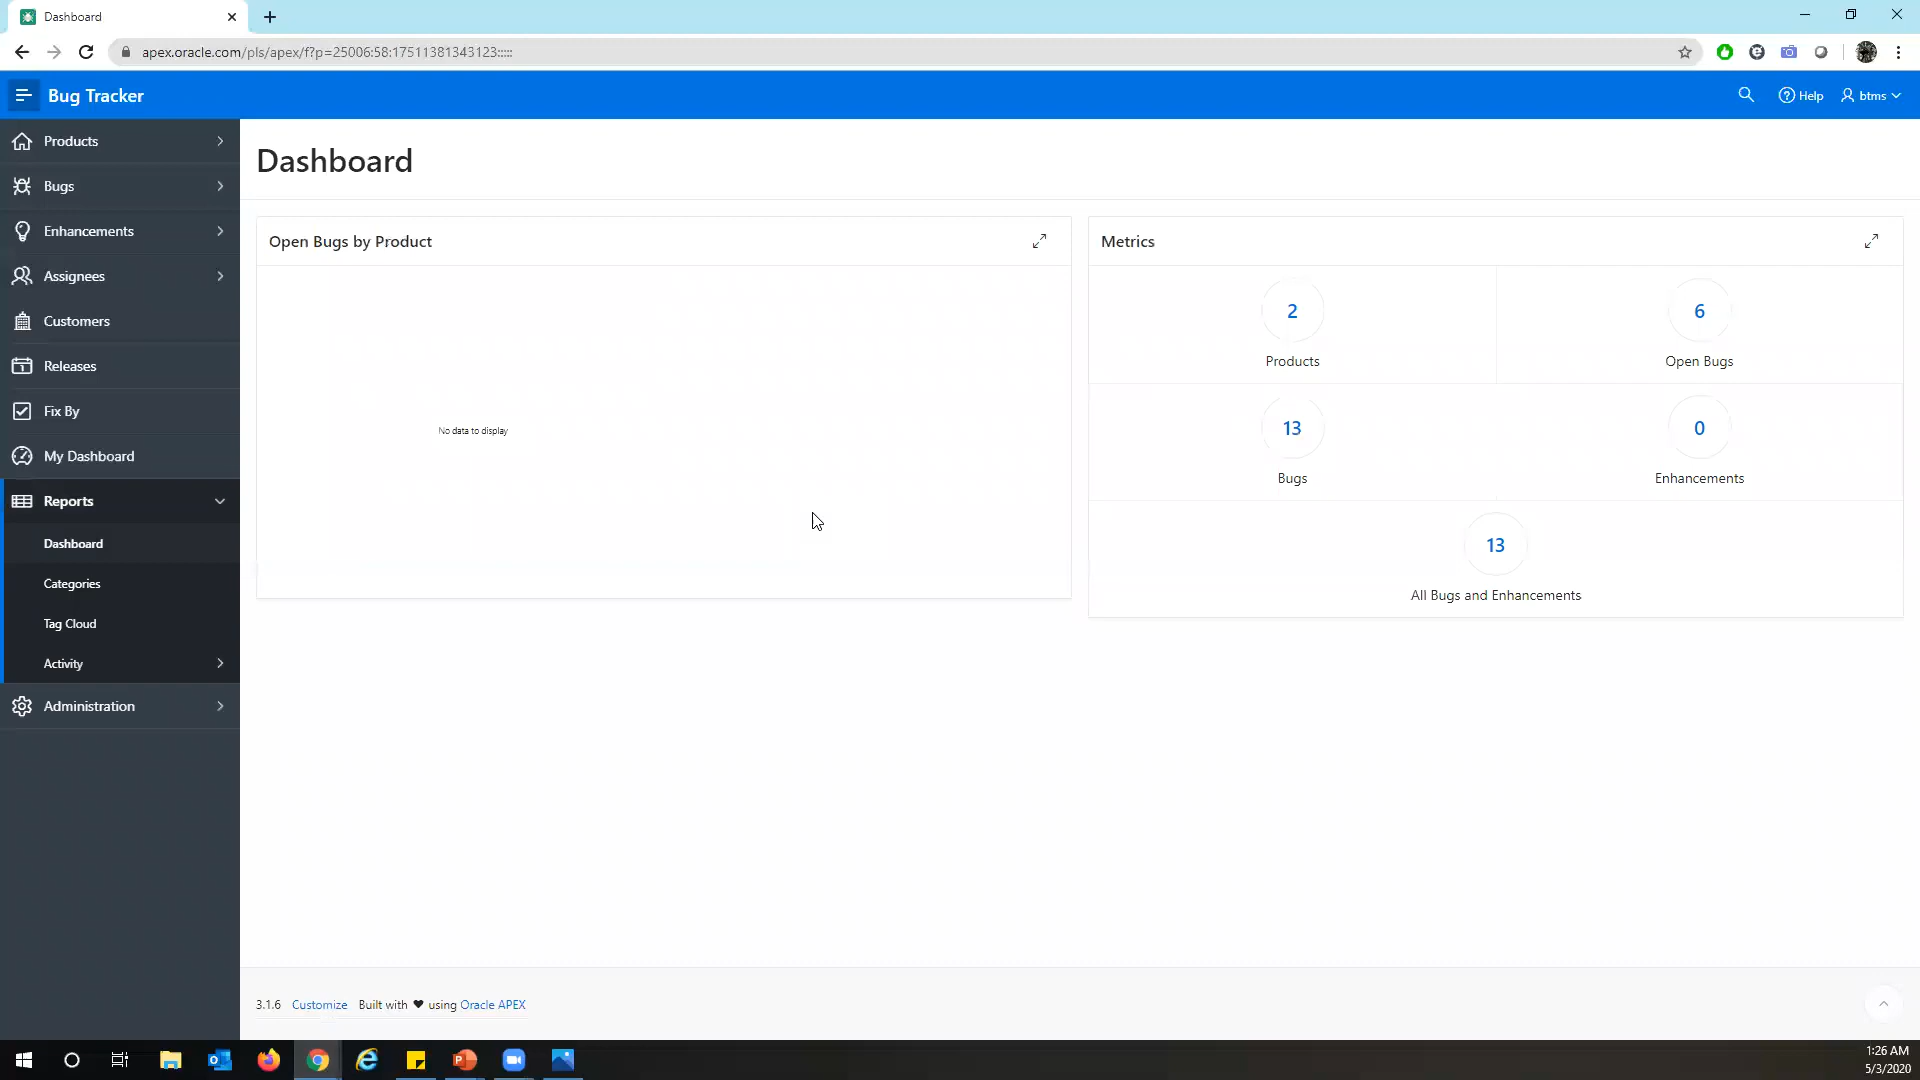 Dashboard
apex.oracle.com/pls/apex/f?p=25006:58:17511381343123:::::
Bug Tracker
Help
btms
Products
Bugs
Enhancements
Assignees
Customers
Releases
Fix By
My Dashboard
Reports
Dashboard
Categories
Tag Cloud
Activity
Administration
Dashboard
Open Bugs by Product
No data to display
Metrics
2
Products
6
Open Bugs
13
Bugs
0
Enhancements
13
All Bugs and Enhancements
3.1.6 Customize Built with ♥ using Oracle APEX
1:26 AM
5/3/2020